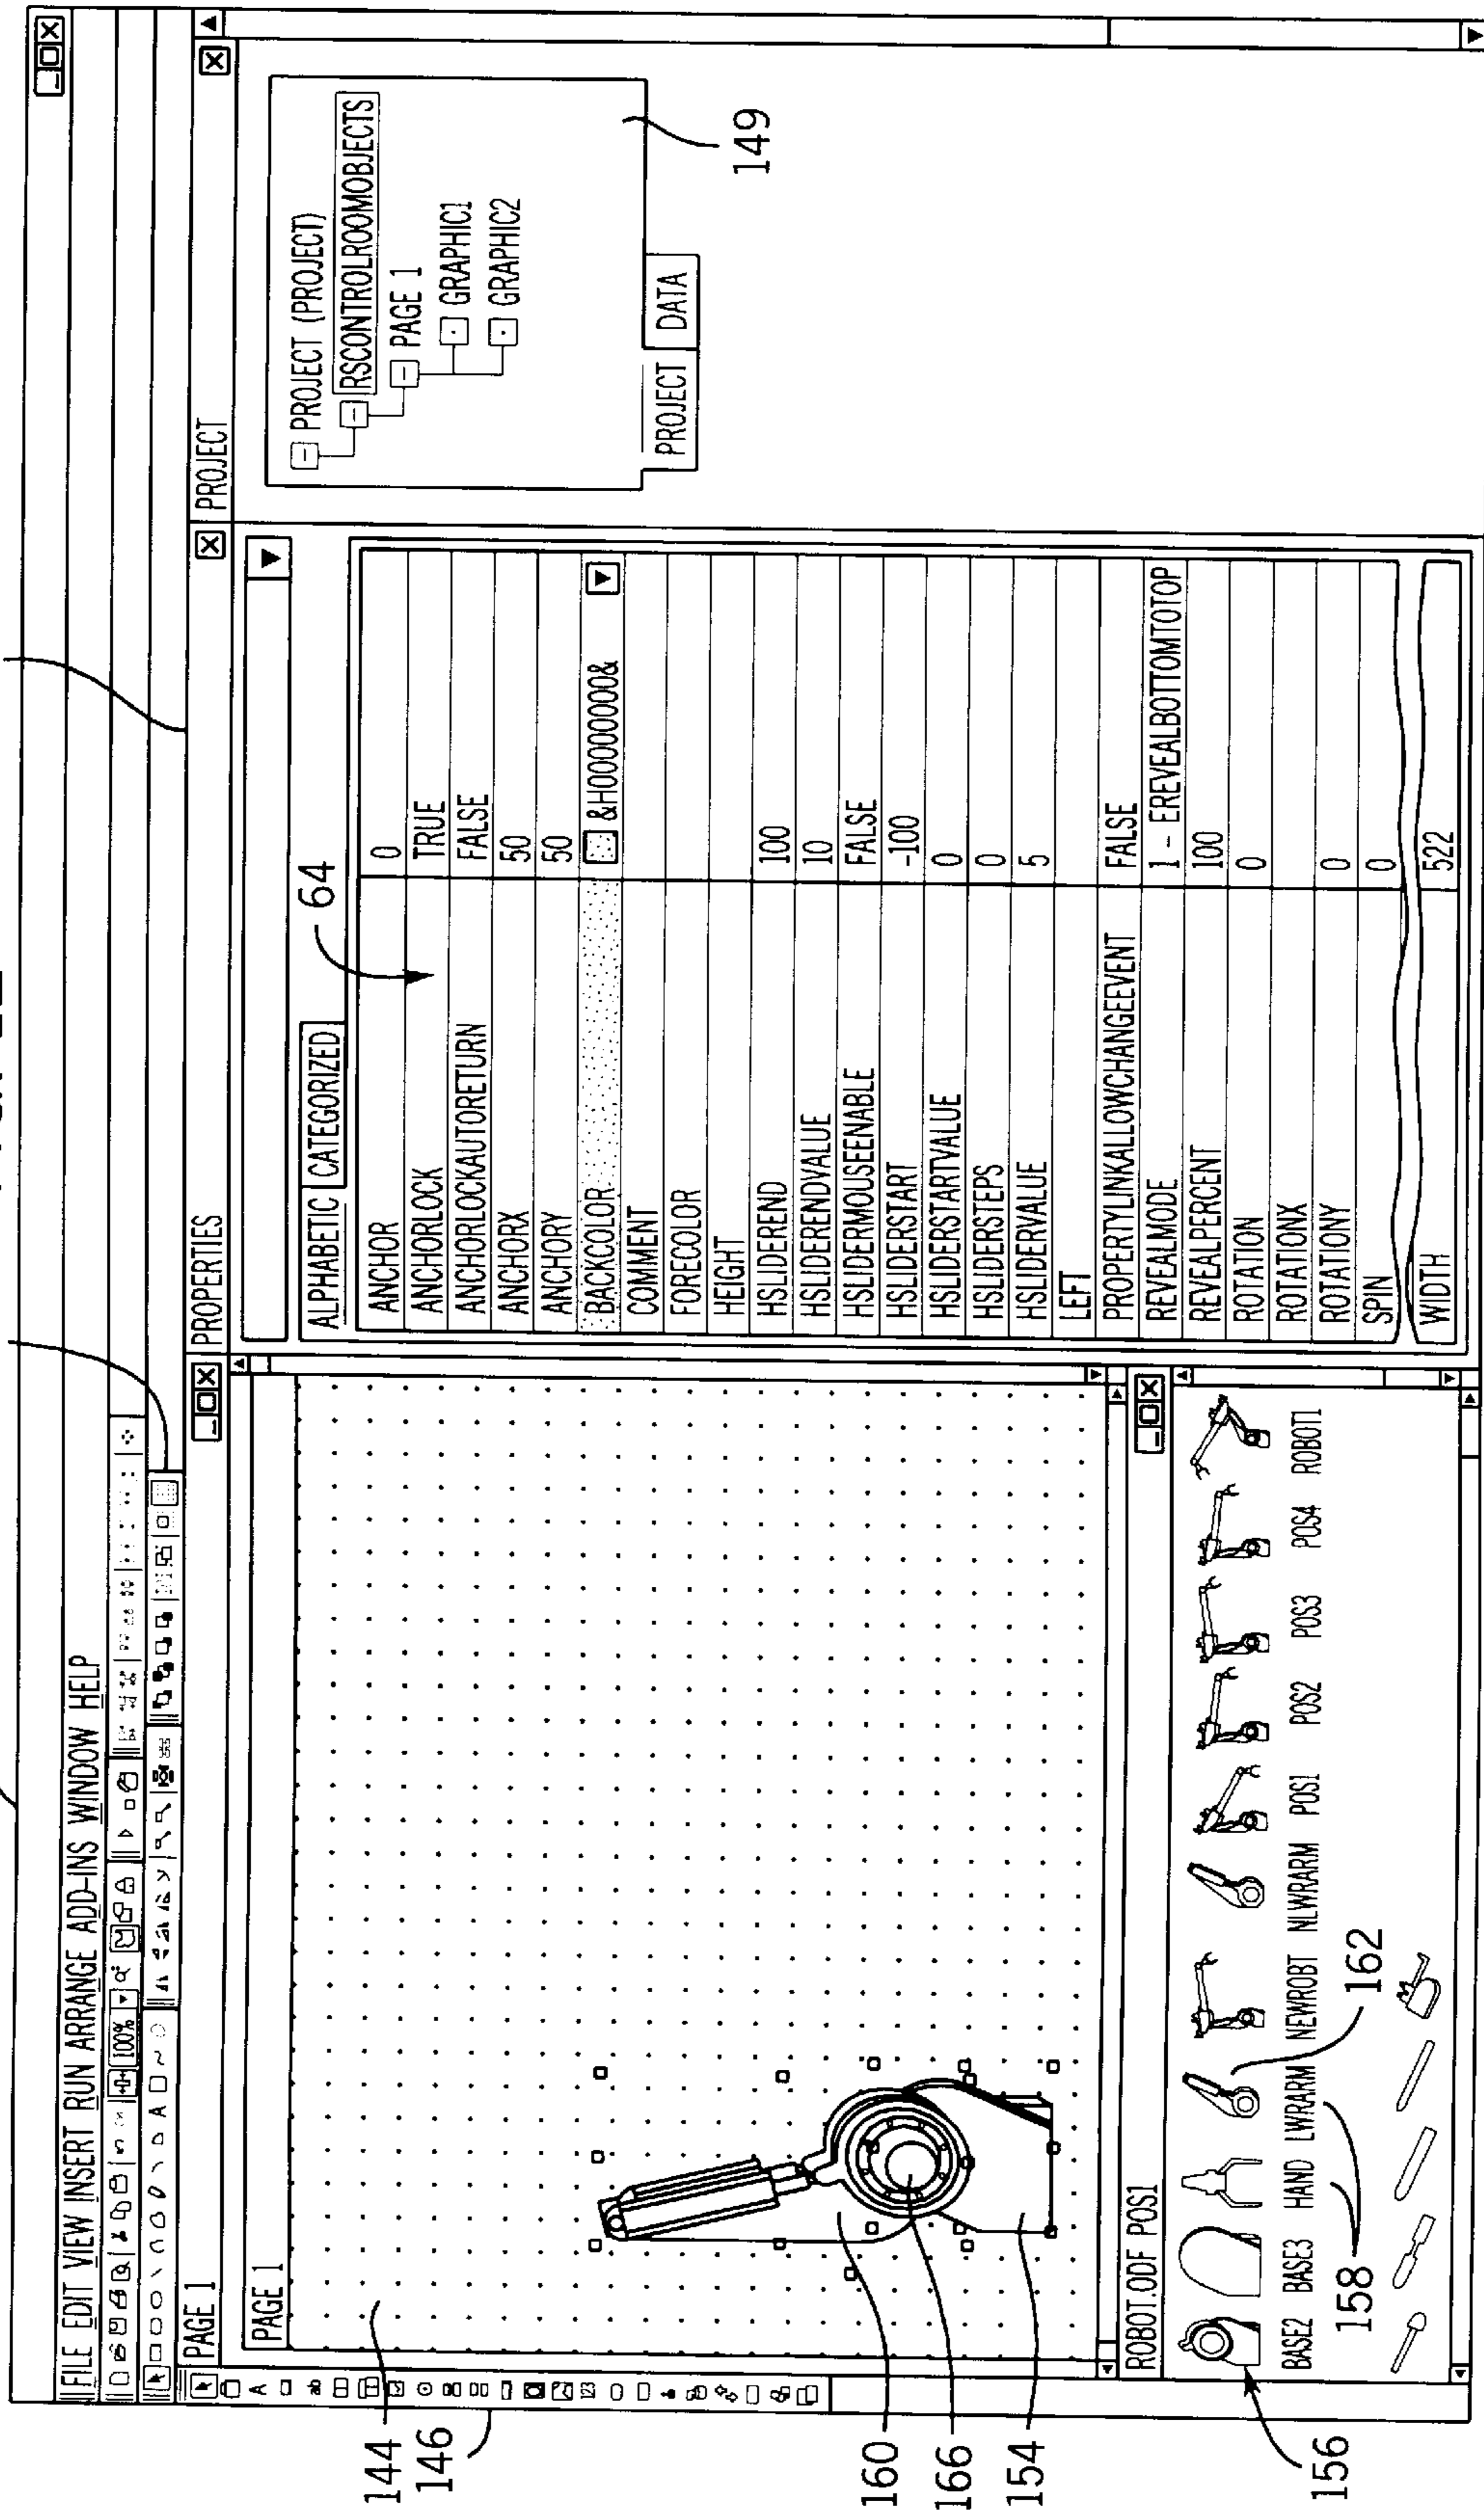 FILE EDIT VIEW INSERT RUN ARRANGE ADD-INS WINDOW HELP
100%
A
PAGE 1
PROPERTIES
PROJECT
PAGE 1
A
ab
123
ALPHABETIC CATEGORIZED
64
ANCHOR 0
ANCHORLOCK TRUE
ANCHORLOCKAUTORETURN FALSE
ANCHORX 50
ANCHORY 50
BACKCOLOR &H0000000&
COMMENT
FORECOLOR
HEIGHT
HSLIDEREND 100
HSLIDERENDVALUE 10
HSLIDERMOUSEENABLE FALSE
HSLIDERSTART -100
HSLIDERSTARTVALUE 0
HSLIDERSTEPS 0
HSLIDERVALUE 5
LEFT
PROPERTYLINKALLOWCHANGEEVENT FALSE
REVEALMODE 1 - EREVEALBOTTOMTOTOP
REVEALPERCENT 100
ROTATION 0
ROTATIONX
ROTATIONY 0
SPIN 0
WIDTH 522
PROJECT (PROJECT)
RSCONTROLROOMOBJECTS
PAGE 1
GRAPHIC1
GRAPHIC2
PROJECT DATA
149
144
146
160
166
154
ROBOT.ODF POS1
BASE2 BASE3 HAND LWRARM NEWROBT NLWRARM POS1 POS2 POS3 POS4 ROBOT1
156
158
162